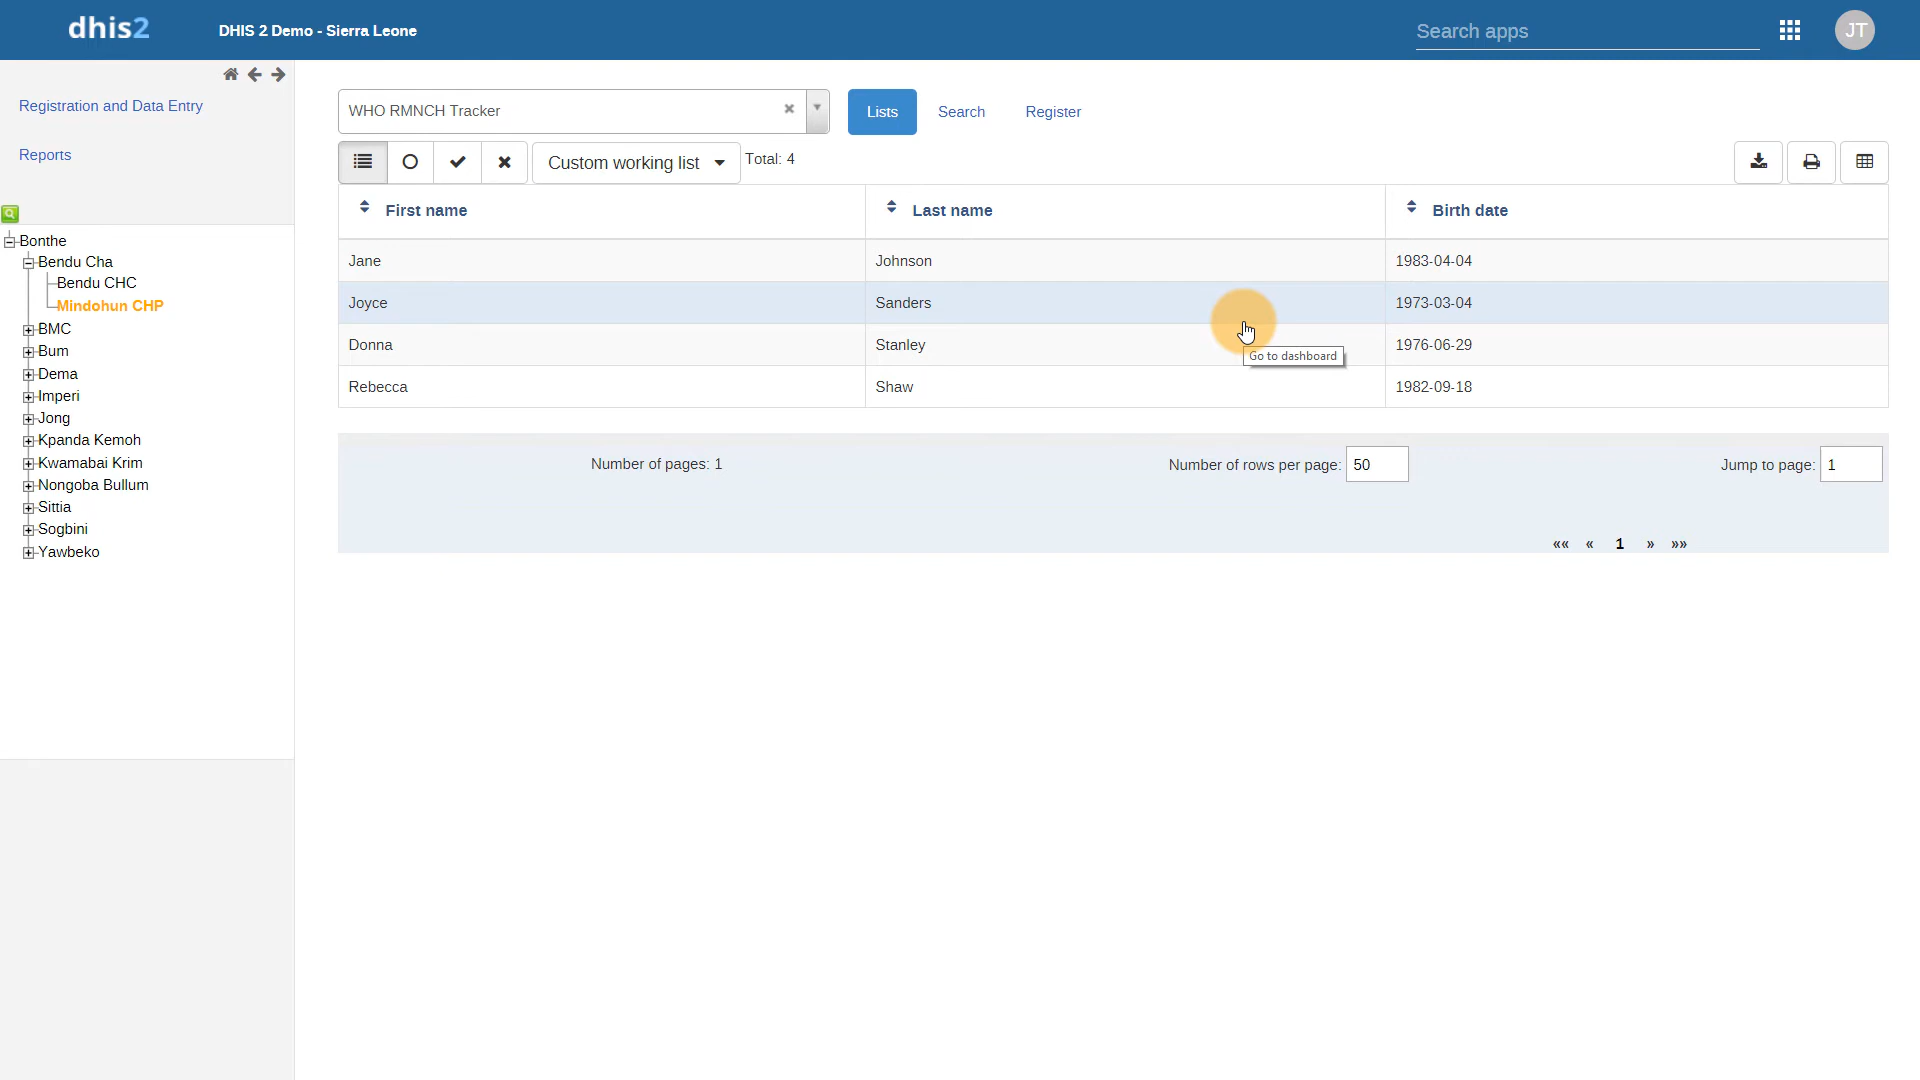 dhis2
DHIS 2 Demo - Sierra Leone
Search apps
JT
Registration and Data Entry
Reports
Bonthe
Bendu Cha
Bendu CHC
Mindohun CHP
BMC
Bum
Dema
Imperi
Jong
Kpanda Kemoh
Kwamabai Krim
Nongoba Bullum
Sittia
Sogbini
Yawbeko
WHO RMNCH Tracker
Lists Search Register
Custom working list Total: 4
First name Last name Birth date
Jane Johnson 1983-04-04
Joyce Sanders 1973-03-04
Donna Stanley 1976-06-29
Go to dashboard
Rebecca Shaw 1982-09-18
Number of pages: 1 Number of rows per page: 50 Jump to page: 1
«« « 1 » »»